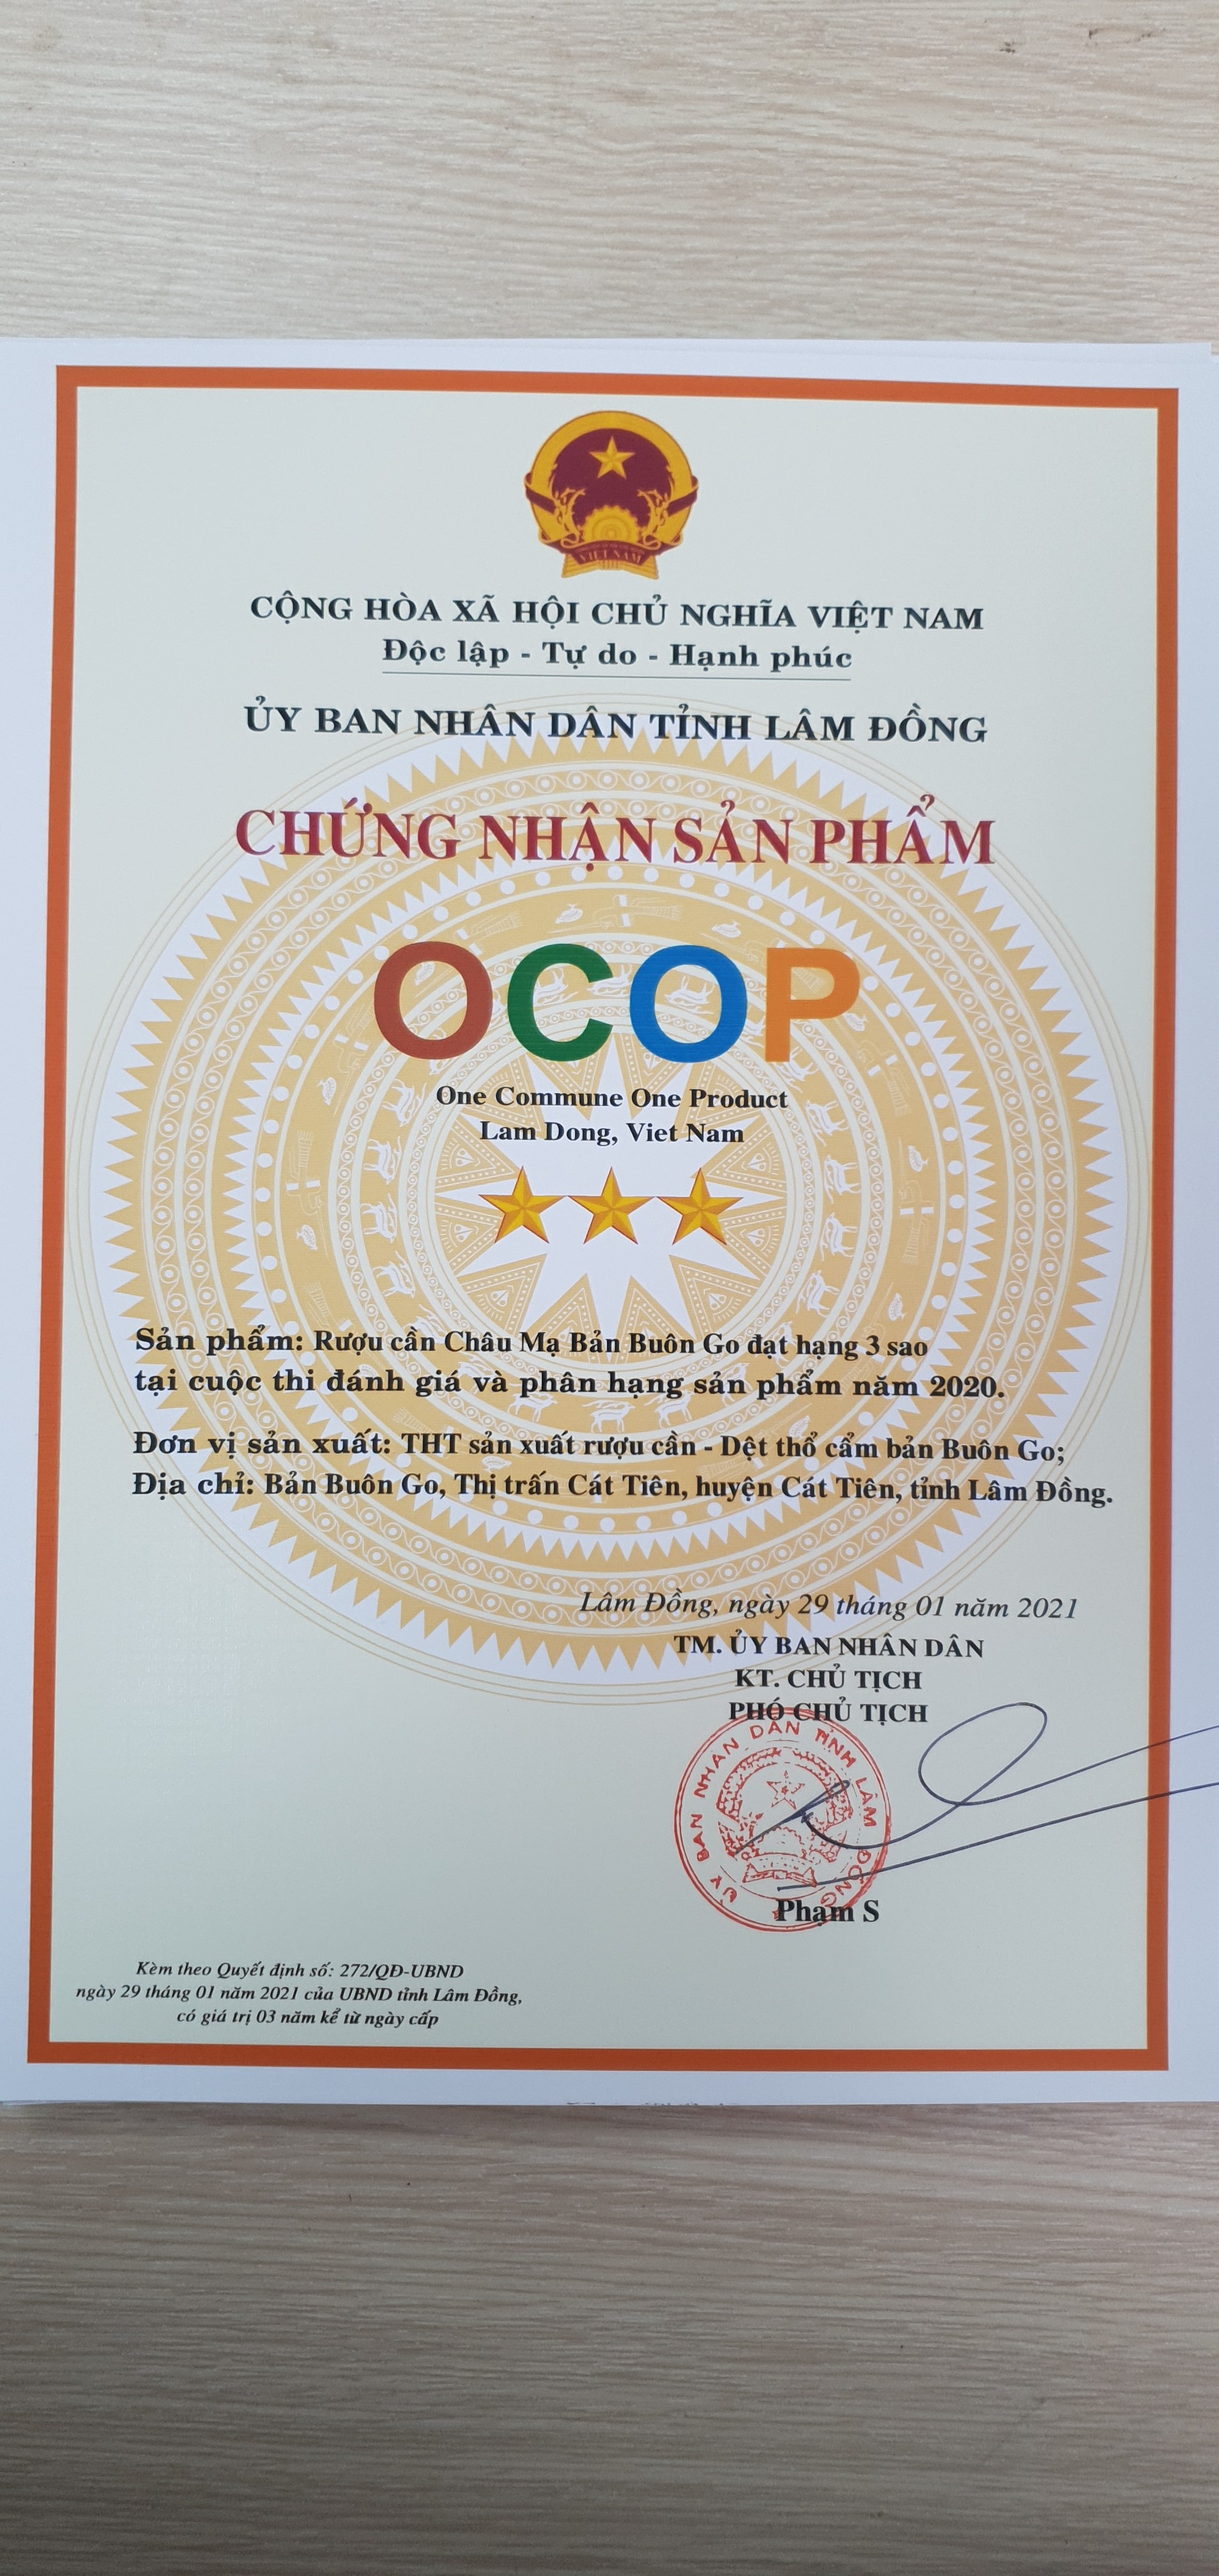 VIỆT NAM
CỘNG HÒA XÃ HỘI CHỦ NGHĨA VIỆT NAM
Độc lập - Tự do - Hạnh phúc
ỦY BAN NHÂN DÂN TỈNH LÂM ĐỒNG
CHỨNG NHẬN SẢN PHẨM
OCOP
One Commune One Product
Lam Dong, Viet Nam
Sản phẩm: Rượu cần Châu Mạ Bản Buôn Go đạt hạng 3 sao
tại cuộc thi đánh giá và phân hạng sản phẩm năm 2020.
Đơn vị sản xuất: THT sản xuất rượu cần - Dệt thổ cẩm bản Buôn Go;
Địa chỉ: Bản Buôn Go, Thị trấn Cát Tiên, huyện Cát Tiên, tỉnh Lâm Đồng.
Lâm Đồng, ngày 29 tháng 01 năm 2021
TM. ỦY BAN NHÂN DÂN
KT. CHỦ TỊCH
PHÓ CHỦ TỊCH
ỦY BAN NHÂN DÂN TỈNH LÂM ĐỒNG
Phạm S
Kèm theo Quyết định số: 272/QĐ-UBND
ngày 29 tháng 01 năm 2021 của UBND tỉnh Lâm Đồng,
có giá trị 03 năm kể từ ngày cấp